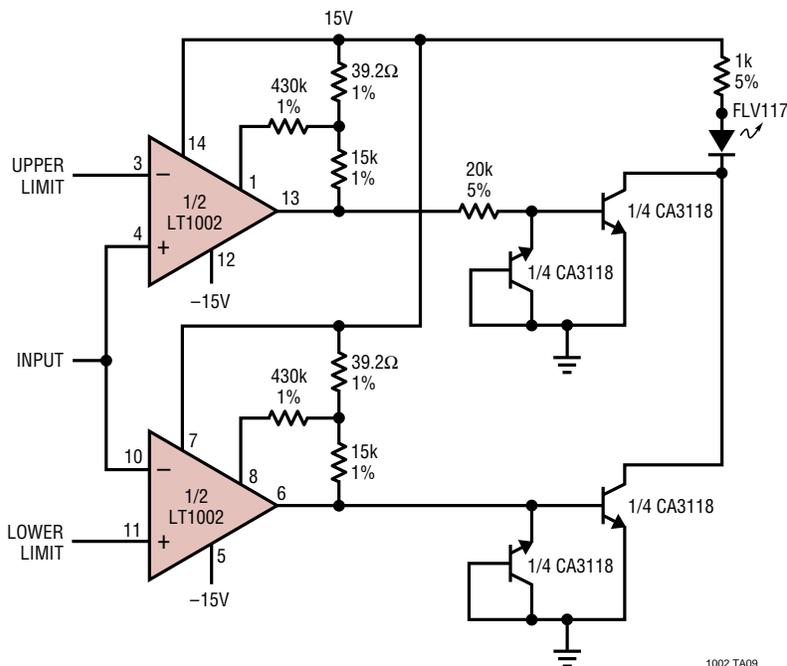 15V
39.2Ω
1%
430k
1%
1k
5%
FLV117
14
15k
1%
UPPER
LIMIT
3
−
1
1/2
LT1002
13
20k
5%
1/4 CA3118
4
+
12
–15V
1/4 CA3118
INPUT
39.2Ω
1%
430k
1%
7
15k
1%
10
−
8
1/2
LT1002
6
1/4 CA3118
LOWER
LIMIT
11
+
5
–15V
1/4 CA3118
1002 TA09